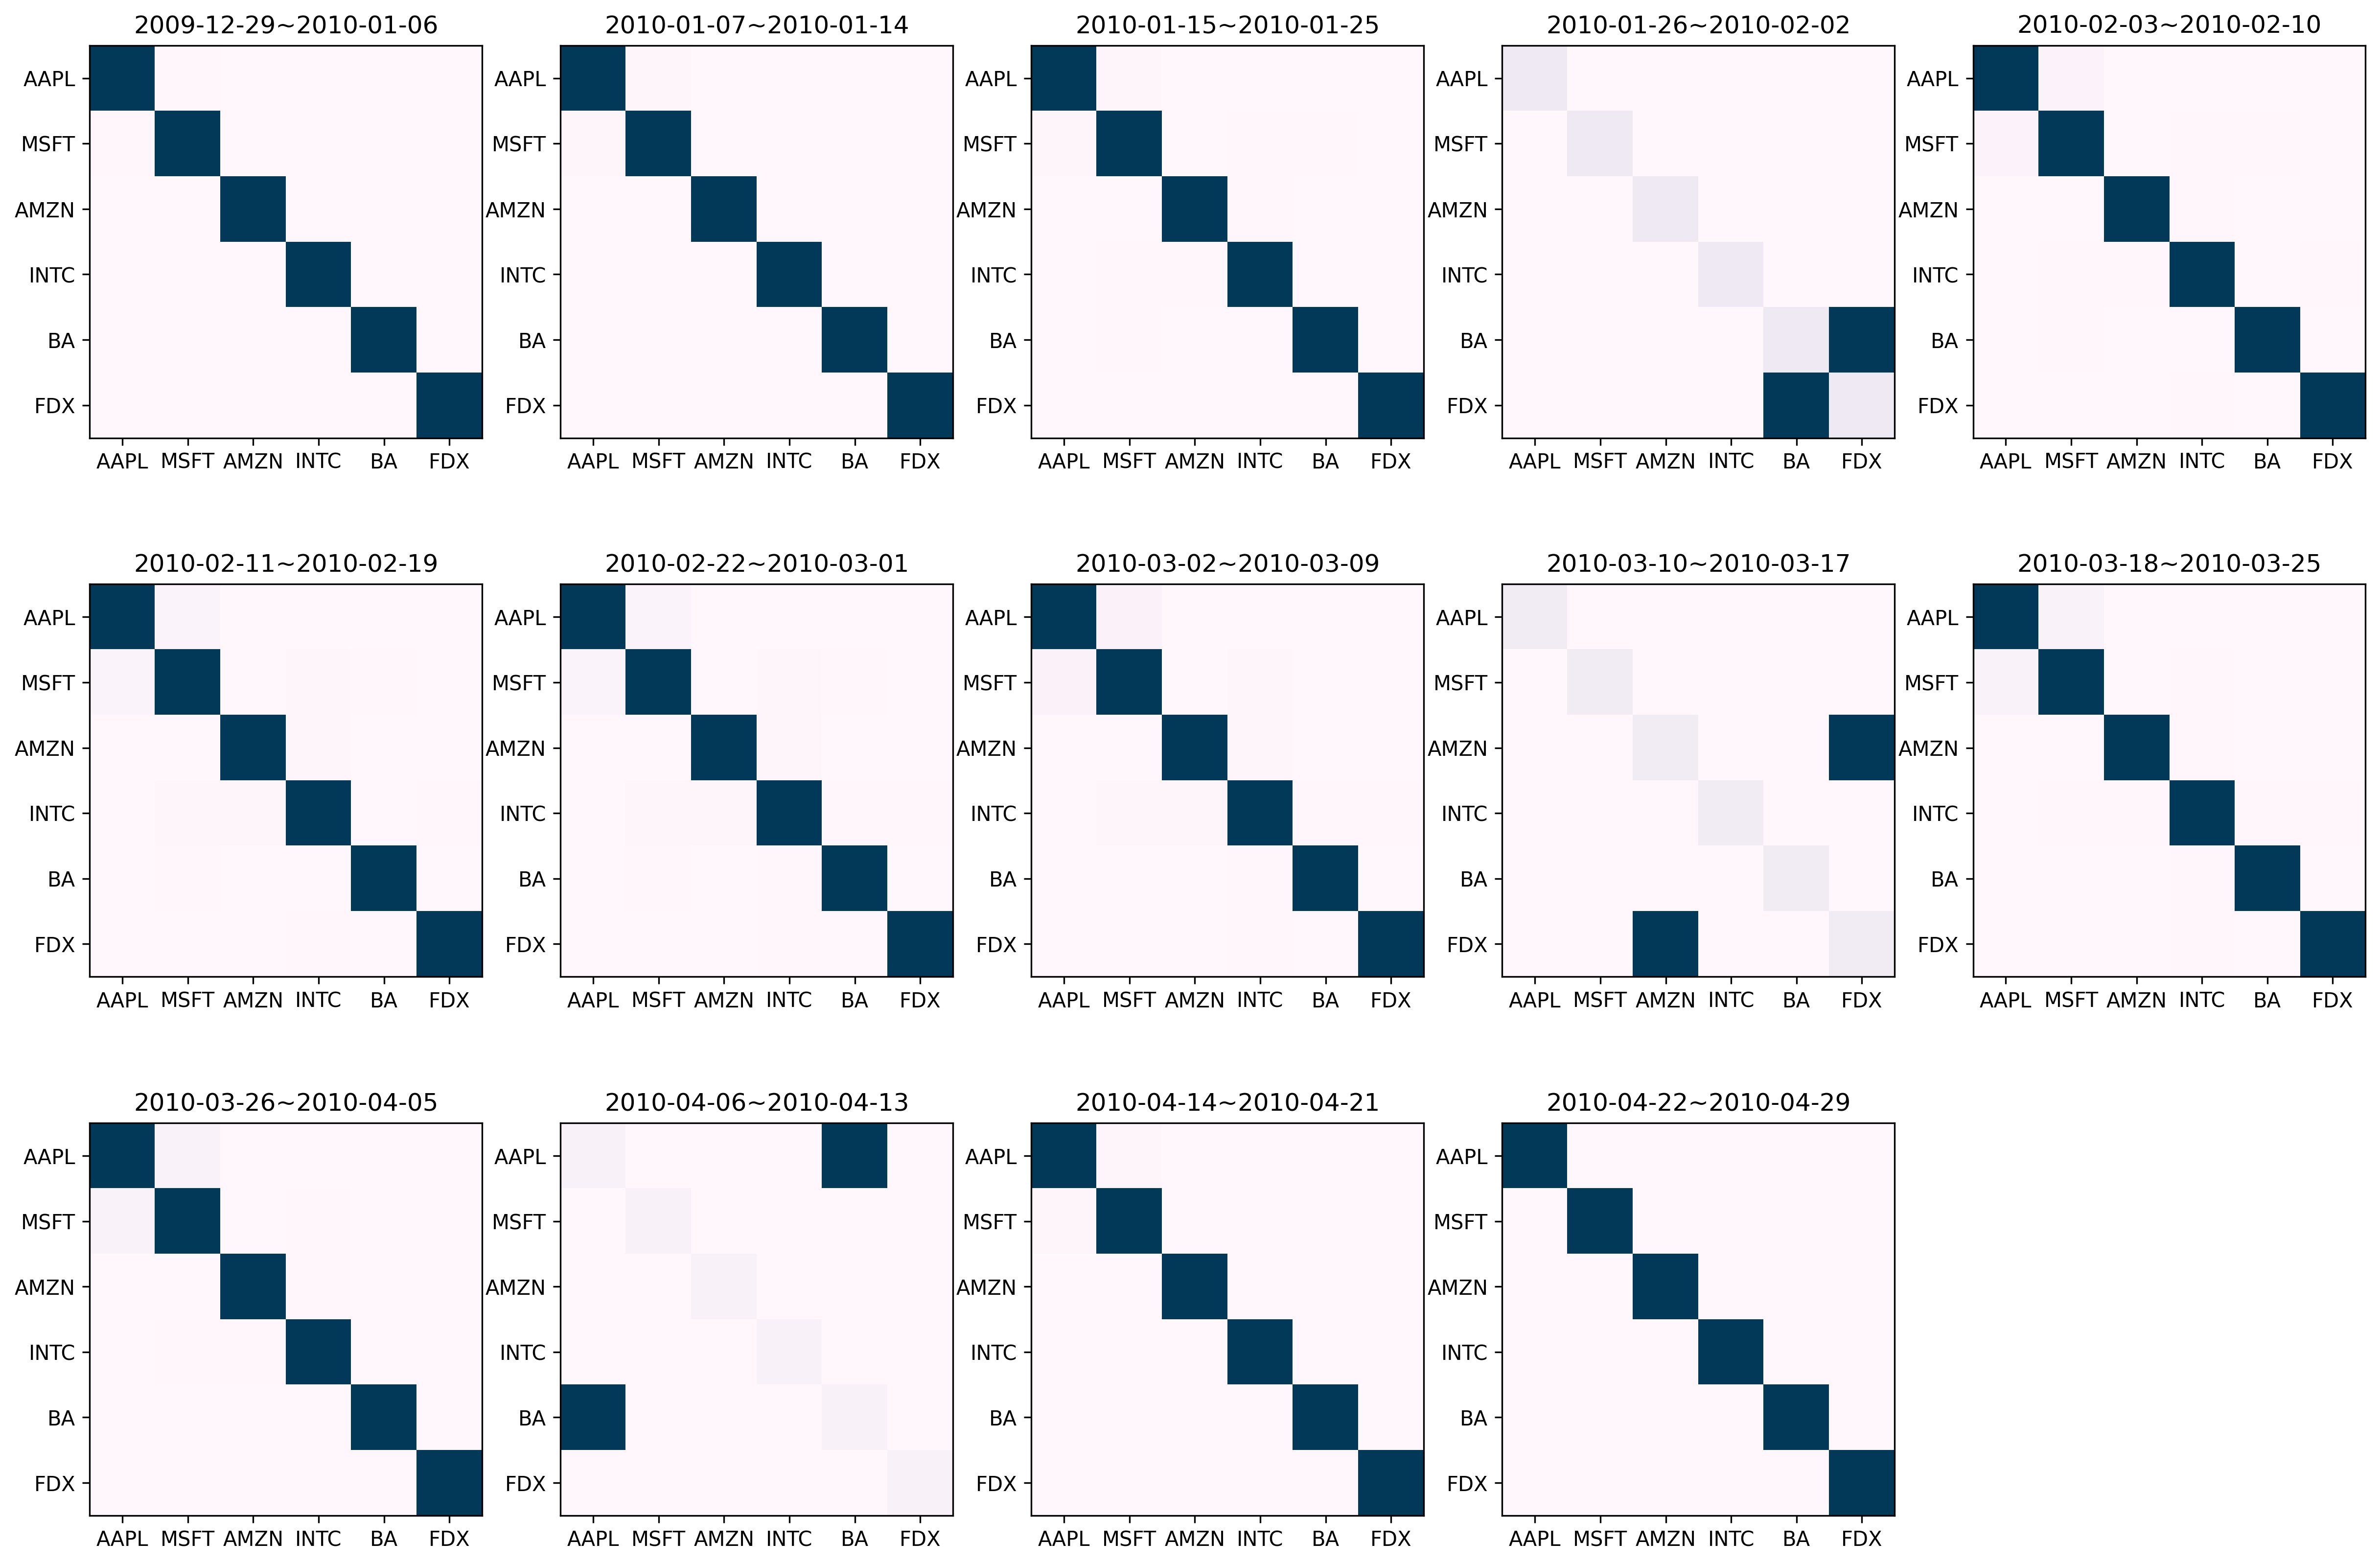 2009-12-29~2010-01-06
AAPL
MSFT
AMZN
INTC
BA
FDX
AAPL MSFT AMZN INTC BA FDX
2010-01-07~2010-01-14
AAPL
MSFT
AMZN
INTC
BA
FDX
AAPL MSFT AMZN INTC BA FDX
2010-01-15~2010-01-25
AAPL
MSFT
AMZN
INTC
BA
FDX
AAPL MSFT AMZN INTC BA FDX
2010-01-26~2010-02-02
AAPL
MSFT
AMZN
INTC
BA
FDX
AAPL MSFT AMZN INTC BA FDX
2010-02-03~2010-02-10
AAPL
MSFT
AMZN
INTC
BA
FDX
AAPL MSFT AMZN INTC BA FDX
2010-02-11~2010-02-19
AAPL
MSFT
AMZN
INTC
BA
FDX
AAPL MSFT AMZN INTC BA FDX
2010-02-22~2010-03-01
AAPL
MSFT
AMZN
INTC
BA
FDX
AAPL MSFT AMZN INTC BA FDX
2010-03-02~2010-03-09
AAPL
MSFT
AMZN
INTC
BA
FDX
AAPL MSFT AMZN INTC BA FDX
2010-03-10~2010-03-17
AAPL
MSFT
AMZN
INTC
BA
FDX
AAPL MSFT AMZN INTC BA FDX
2010-03-18~2010-03-25
AAPL
MSFT
AMZN
INTC
BA
FDX
AAPL MSFT AMZN INTC BA FDX
2010-03-26~2010-04-05
AAPL
MSFT
AMZN
INTC
BA
FDX
AAPL MSFT AMZN INTC BA FDX
2010-04-06~2010-04-13
AAPL
MSFT
AMZN
INTC
BA
FDX
AAPL MSFT AMZN INTC BA FDX
2010-04-14~2010-04-21
AAPL
MSFT
AMZN
INTC
BA
FDX
AAPL MSFT AMZN INTC BA FDX
2010-04-22~2010-04-29
AAPL
MSFT
AMZN
INTC
BA
FDX
AAPL MSFT AMZN INTC BA FDX